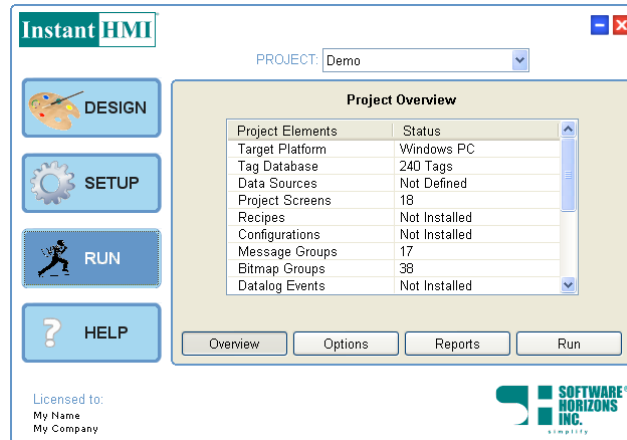 Instant HMI
PROJECT: Demo
DESIGN
SETUP
RUN
HELP
Project Overview
Project Elements Status
Target Platform Windows PC
Tag Database 240 Tags
Data Sources Not Defined
Project Screens 18
Recipes Not Installed
Configurations Not Installed
Message Groups 17
Bitmap Groups 38
Datalog Events Not Installed
Overview Options Reports Run
Licensed to:
My Name
My Company
SOFTWARE
HORIZONS
INC.
simplify